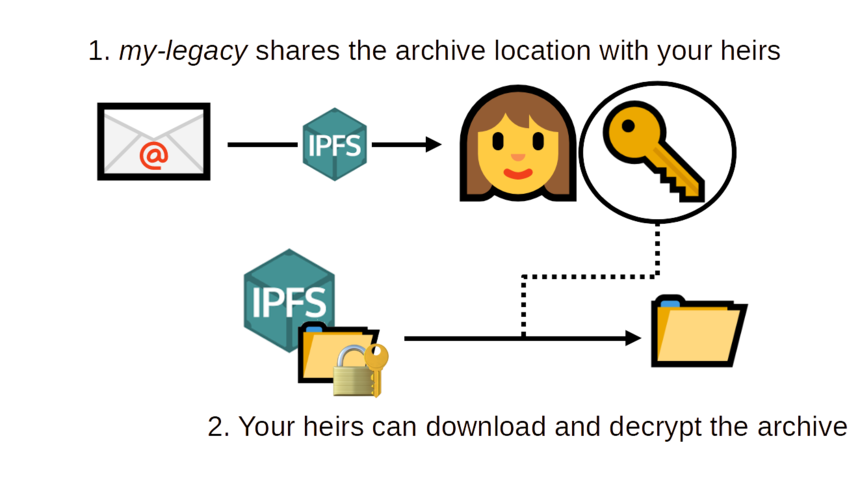 1. my-legacy shares the archive location with your heirs
@
IPFS
IPFS
2. Your heirs can download and decrypt the archive